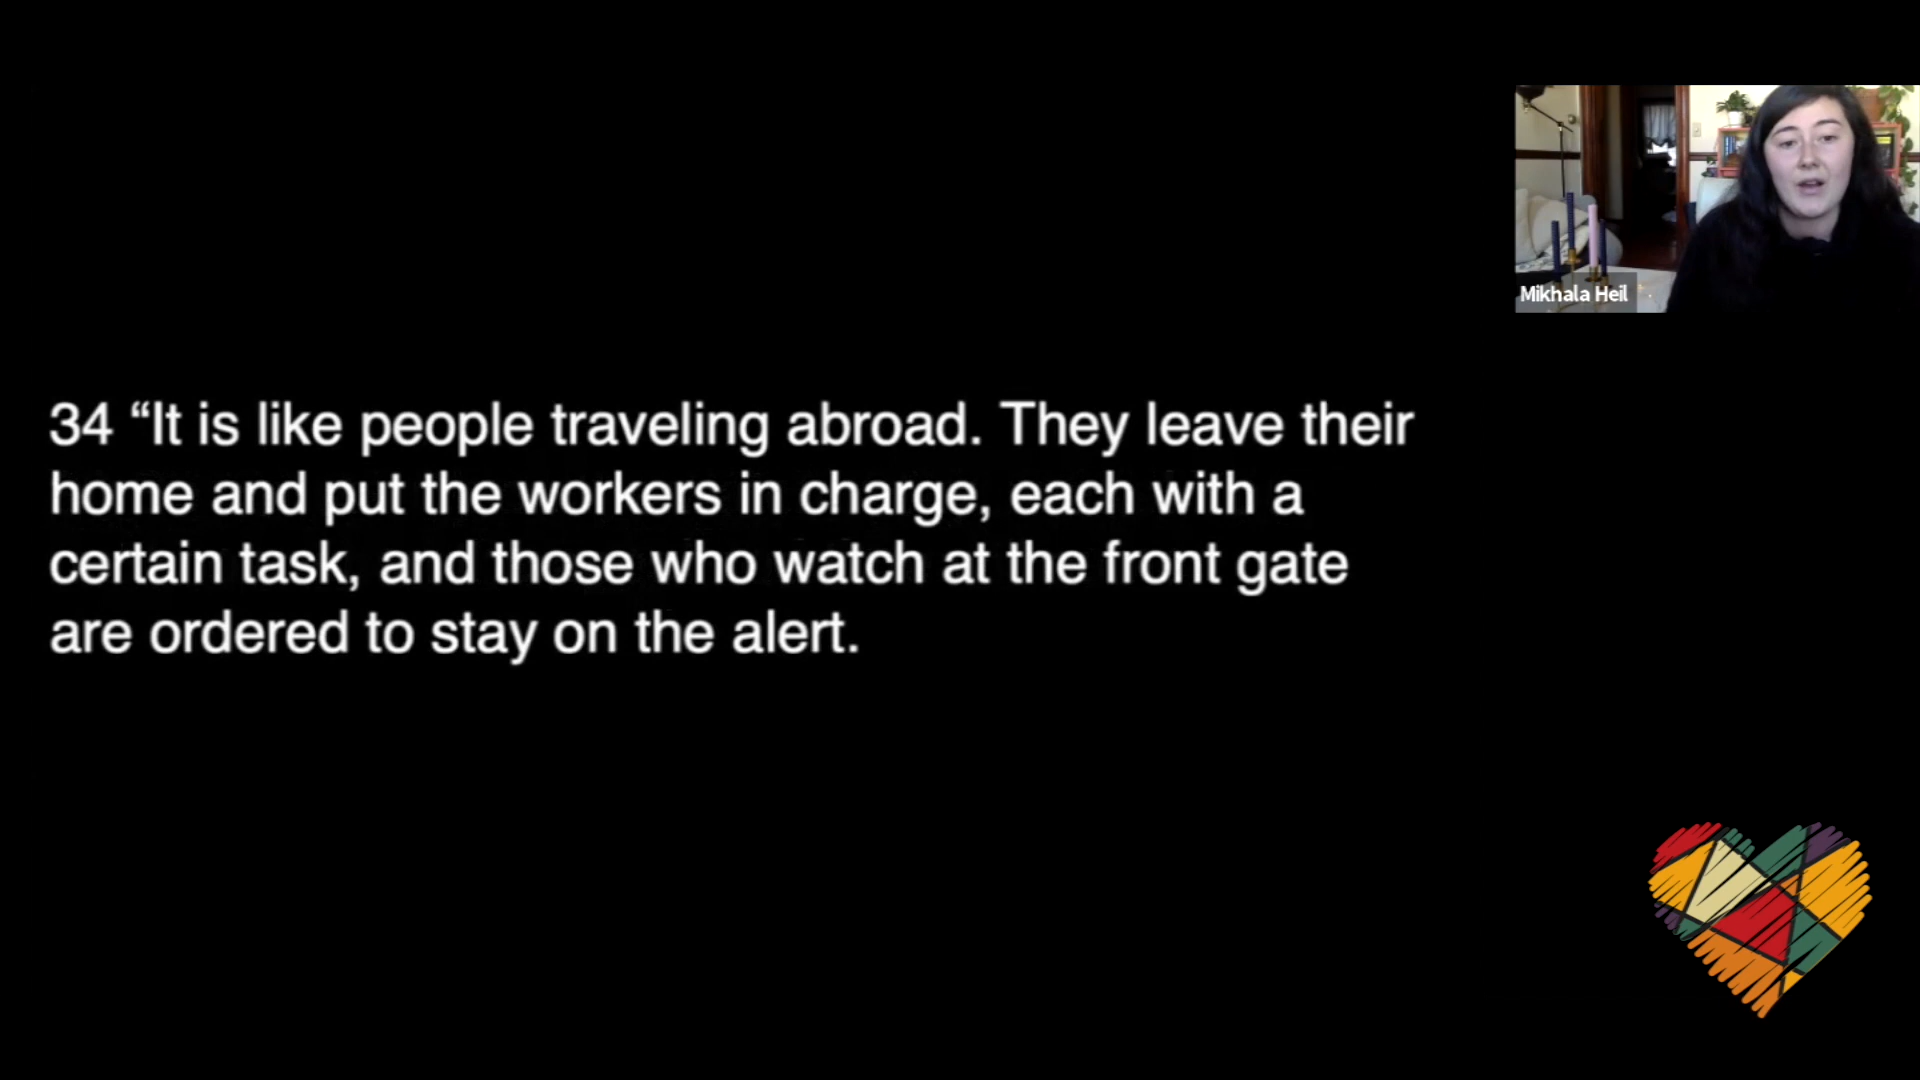 Mikhala Heil
34 “It is like people traveling abroad. They leave their
home and put the workers in charge, each with a
certain task, and those who watch at the front gate
are ordered to stay on the alert.